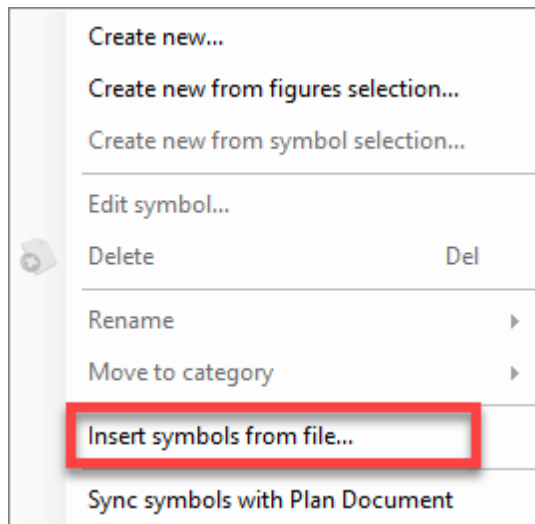 Create new...
Create new from figures selection...
Create new from symbol selection...
Edit symbol...
Delete Del
Rename
Move to category
Insert symbols from file...
Sync symbols with Plan Document